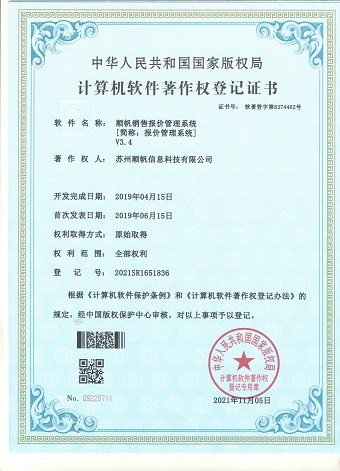 中华人民共和国国家版权局
计算机软件著作权登记证书
证书号： 软著登字第8374462号
软件名称： 顺帆销售报价管理系统
[简称：报价管理系统]
V3.4
著作权人： 苏州顺帆信息科技有限公司
开发完成日期： 2019年04月15日
首次发表日期： 2019年06月15日
权利取得方式： 原始取得
权利范围： 全部权利
登记号： 2021SR1651836
根据《计算机软件保护条例》和《计算机软件著作权登记办法》的
规定，经中国版权保护中心审核，对以上事项予以登记。
中华人民共和国国家版权局
计算机软件著作权
登记专用章
No. 09220711
2021年11月05日